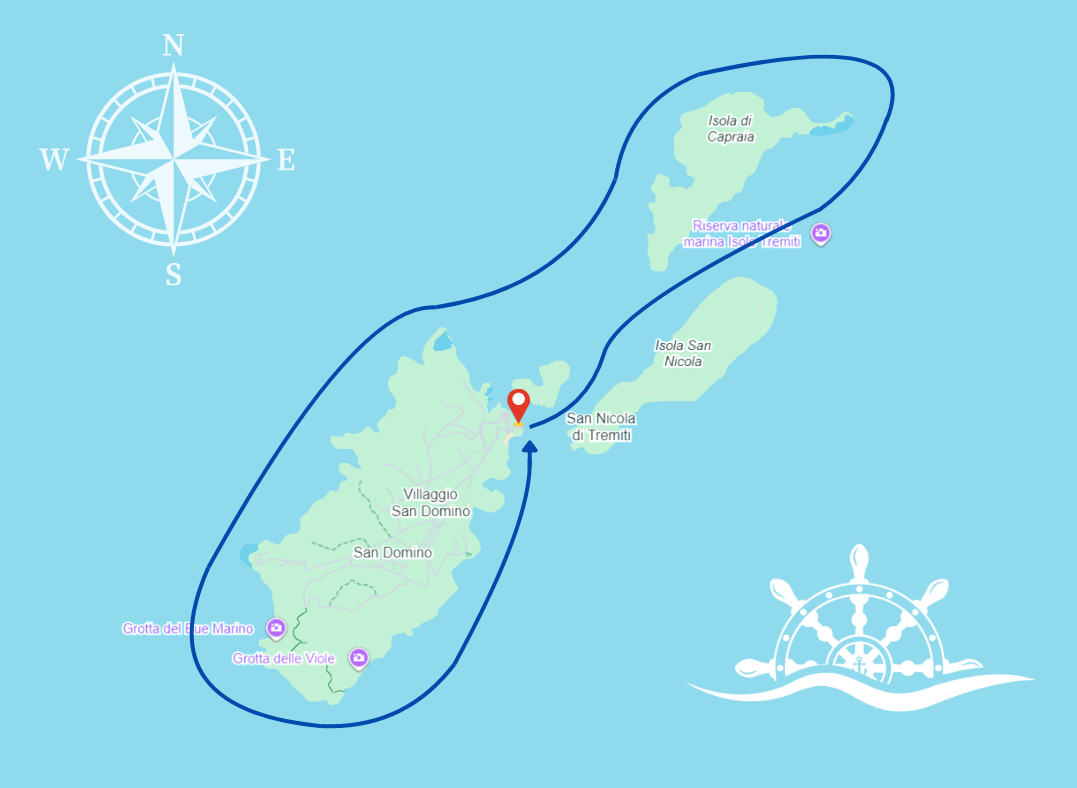 N
W
E
S
Isola di
Capraia
Riserva naturale
marina Isole Tremiti
Isola San
Nicola
San Nicola
di Tremiti
Villaggio
San Domino
San Domino
Grotta del Bue Marino
Grotta delle Viole